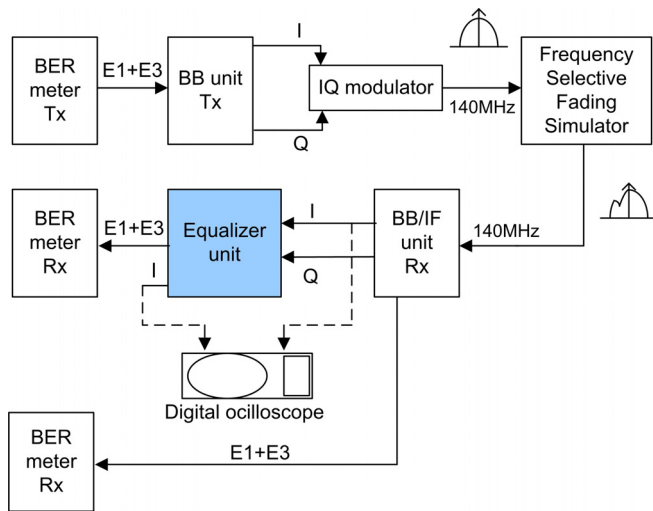 BER
meter
Tx
E1+E3
BB unit
Tx
I
Q
IQ modulator
140MHz
Frequency
Selective
Fading
Simulator
BER
meter
Rx
E1+E3
Equalizer
unit
I
Q
BB/IF
unit
Rx
140MHz
I
Digital ocilloscope
BER
meter
Rx
E1+E3